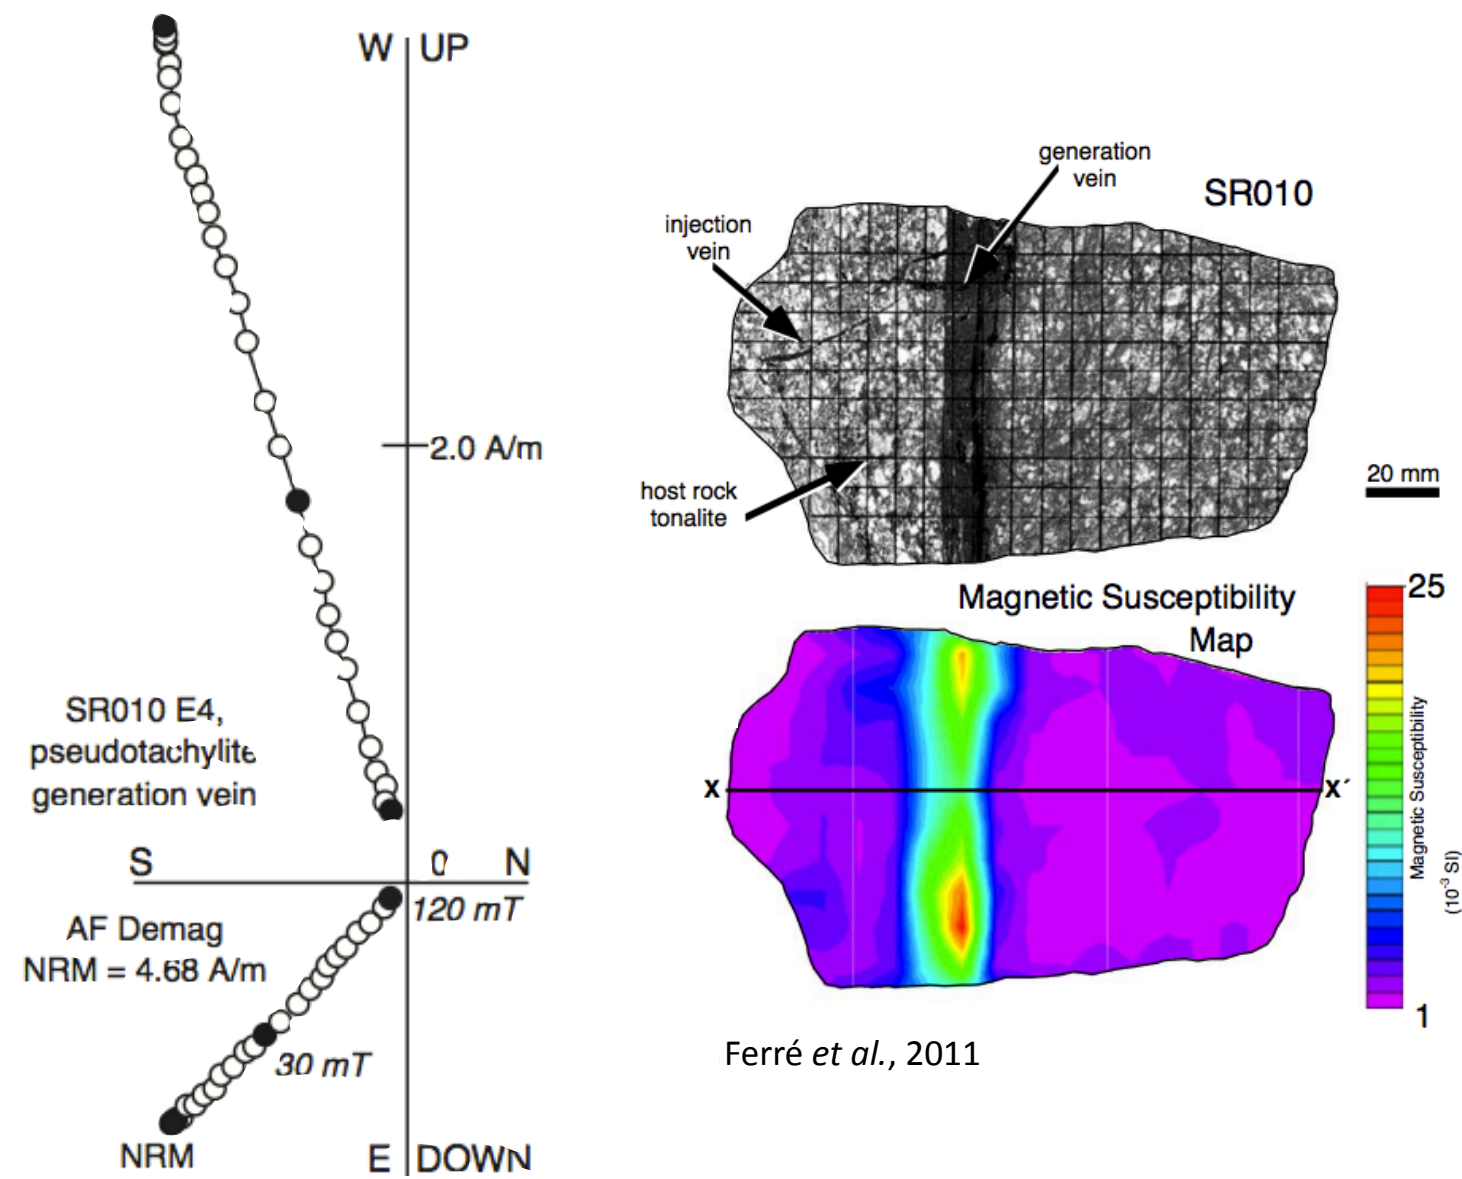 W UP
2.0 A/m
SR010 E4,
pseudotachylite
generation vein
S 0 N
120 mT
AF Demag
NRM = 4.68 A/m
30 mT
NRM
E DOWN
generation
vein
SR010
injection
vein
host rock
tonalite
20 mm
Magnetic Susceptibility
Map
25
Magnetic Susceptibility
(10⁻³ SI)
1
X X´
Ferré et al., 2011